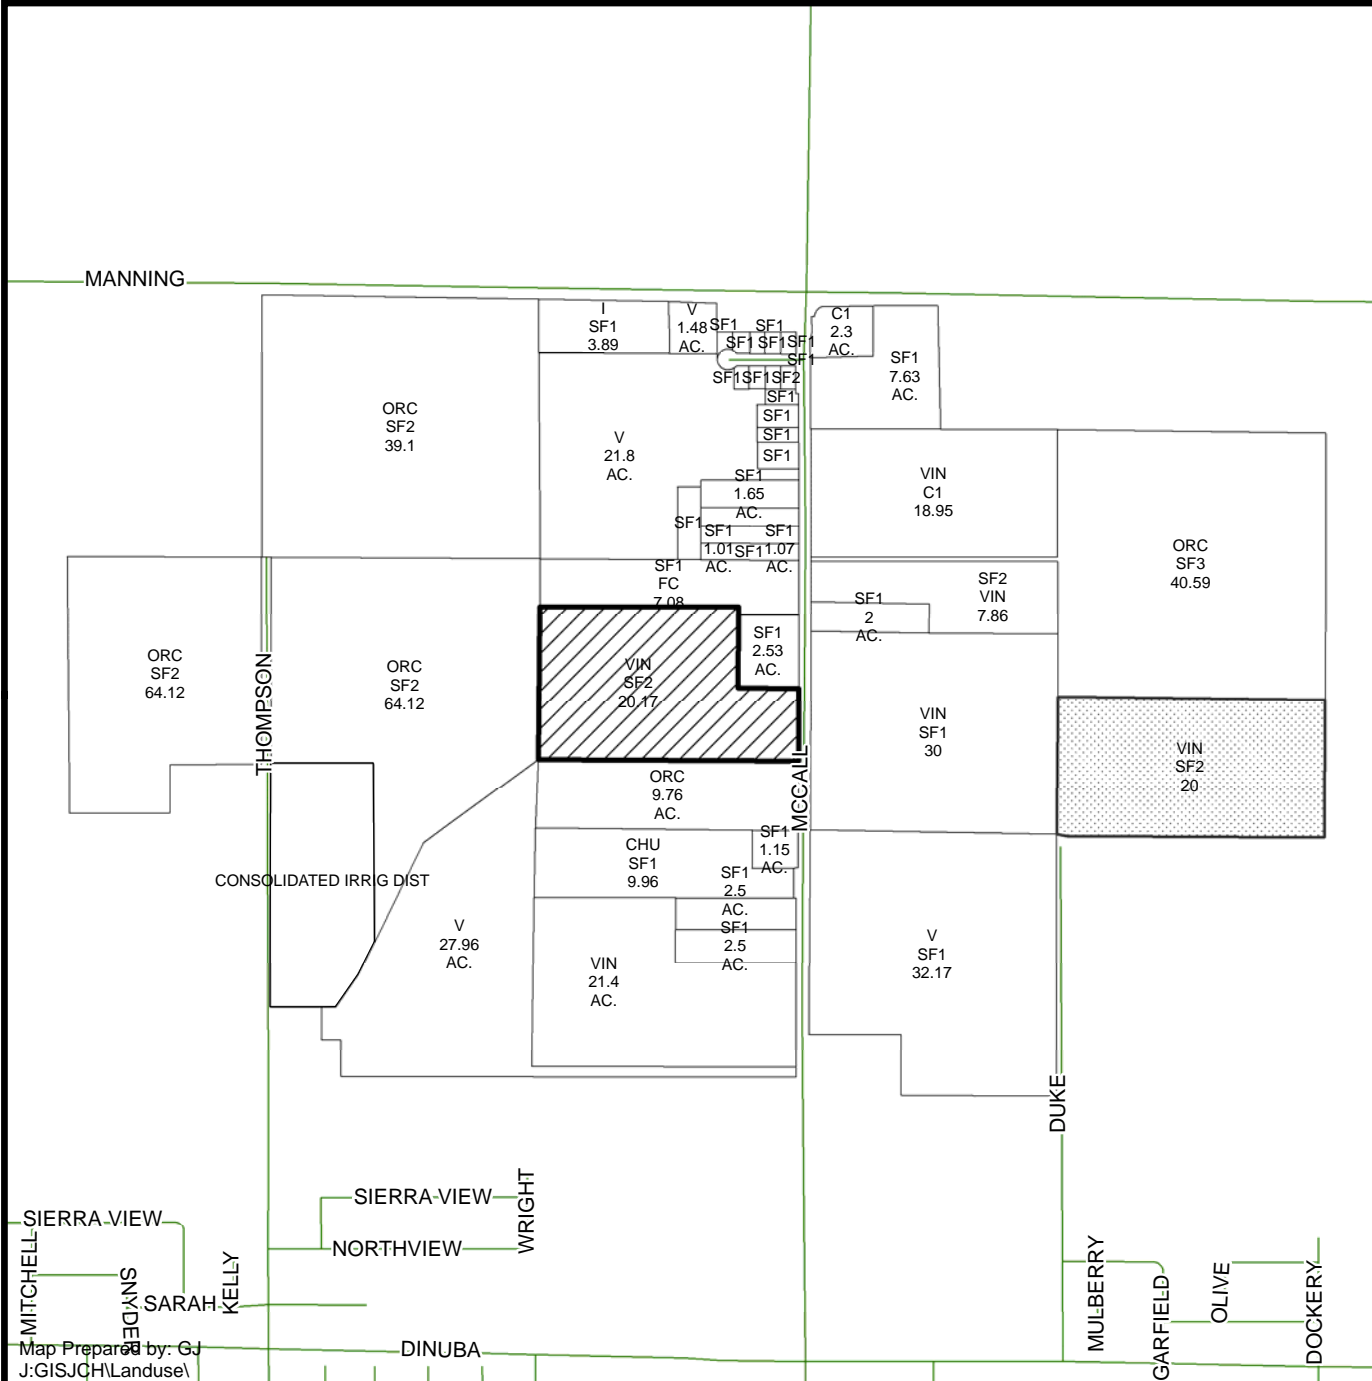 MANNING
I
SF1
3.89
V
1.48
AC.
SF1
SF1
SF1
SF1
SF1
SF1
C1
2.3
AC.
SF1
7.63
AC.
SF1
SF1
SF2
SF1
SF1
SF1
SF1
ORC
SF2
39.1
V
21.8
AC.
SF1
1.65
AC.
SF1
SF1
1.01
AC.
SF1
SF1
1.07
AC.
VIN
C1
18.95
ORC
SF3
40.59
SF1
FC
7.08
SF2
VIN
7.86
SF1
2
AC.
SF1
2.53
AC.
ORC
SF2
64.12
THOMPSON
ORC
SF2
64.12
VIN
SF2
20.17
VIN
SF1
30
VIN
SF2
20
MCCALL
ORC
9.76
AC.
SF1
1.15
AC.
CHU
SF1
9.96
SF1
2.5
AC.
SF1
2.5
AC.
CONSOLIDATED IRRIG DIST
V
27.96
AC.
VIN
21.4
AC.
V
SF1
32.17
DUKE
SIERRA VIEW
WRIGHT
NORTHVIEW
SIERRA VIEW
MITCHELL
SNYDER
SARAH
KELLY
MULBERRY
GARFIELD
OLIVE
DOCKERY
DINUBA
Map Prepared by: GJ
J:GISJCH\Landuse\